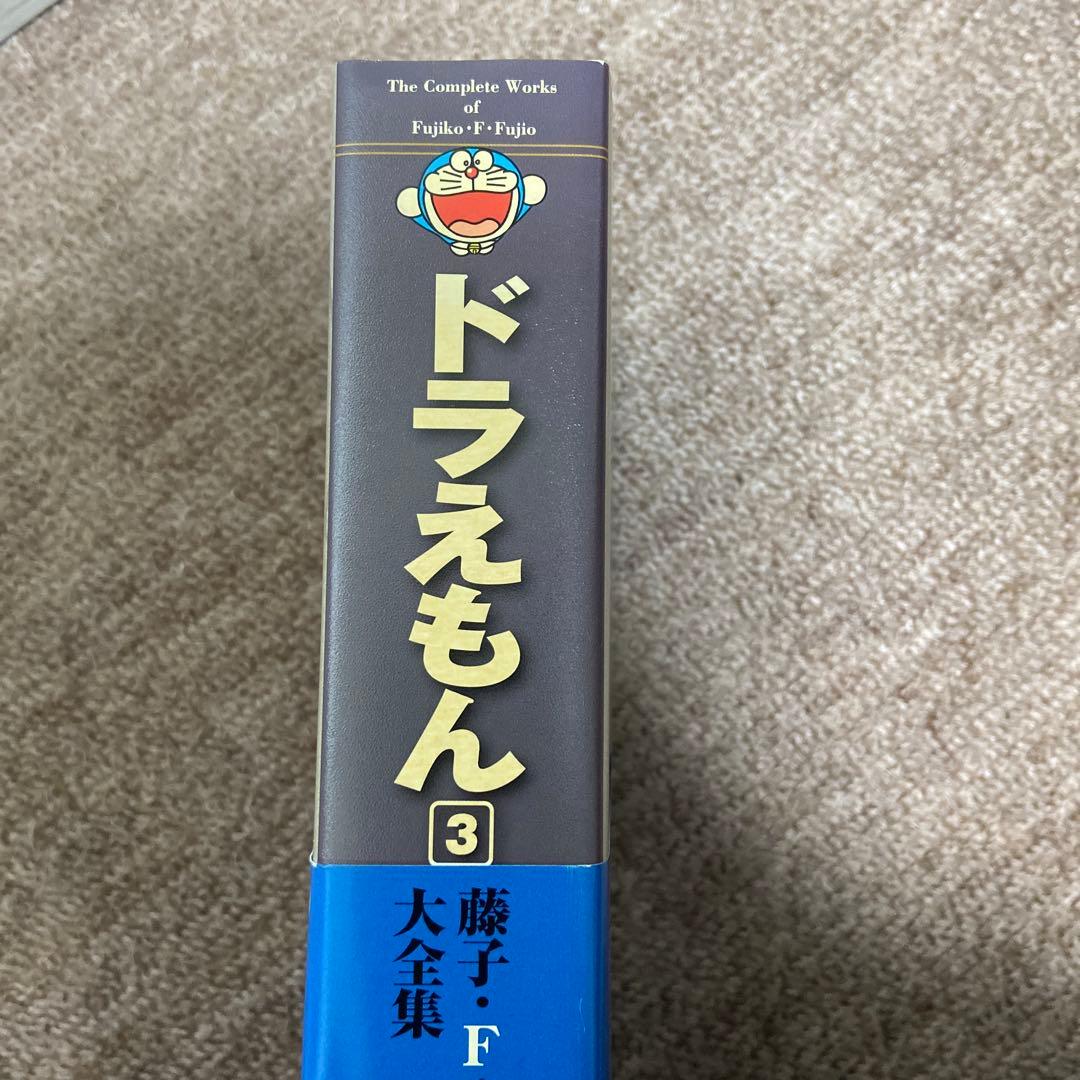 The Complete Works
of
Fujiko・F・Fujio
ドラえもん
3
藤子・F・
大全集